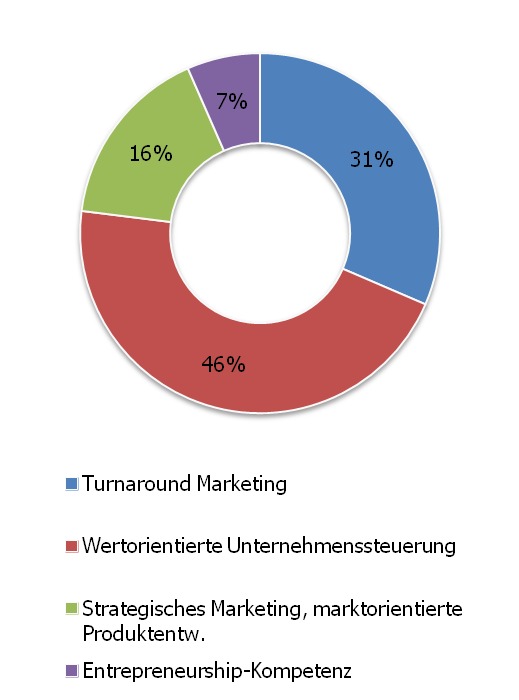 7%
16%
31%
46%
Turnaround Marketing
Wertorientierte Unternehmenssteuerung
Strategisches Marketing, marktorientierte
Produktentw.
Entrepreneurship-Kompetenz